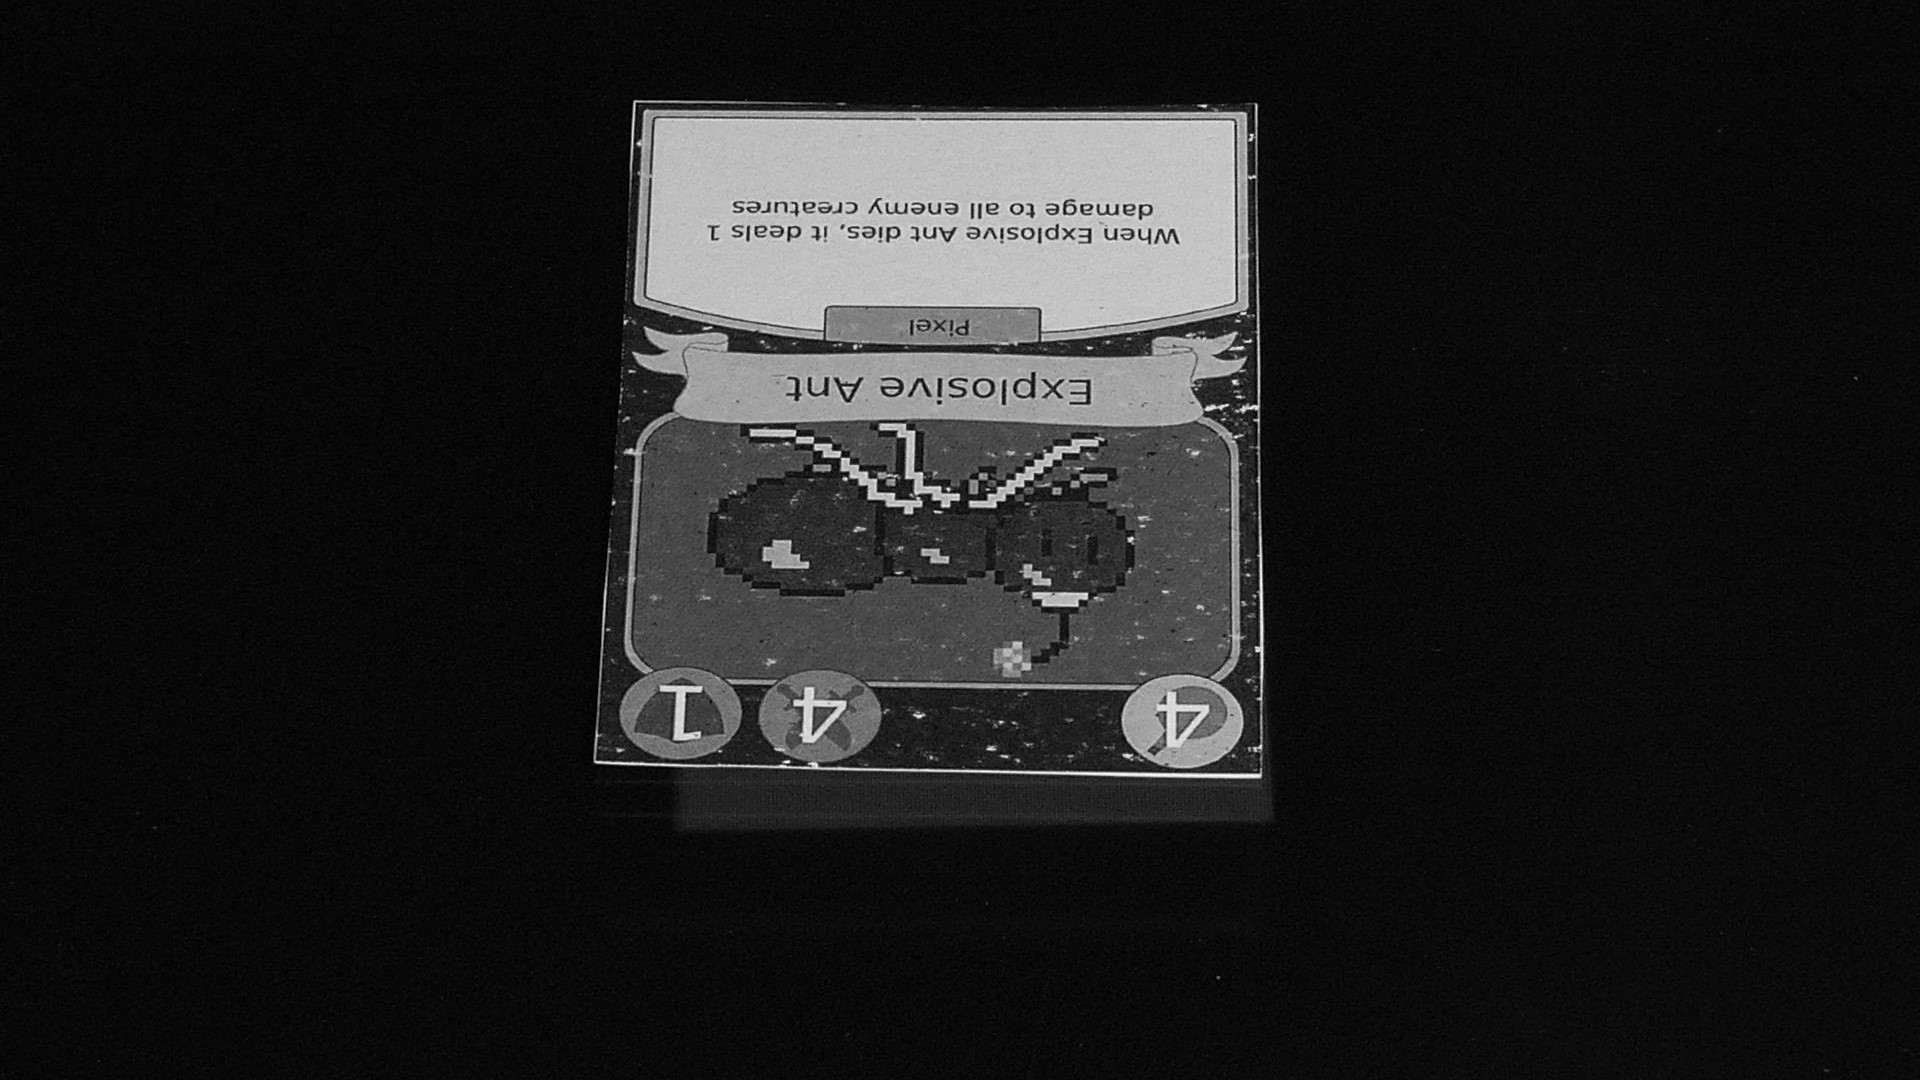 4
4
1
Explosive Ant
Pixel
When Explosive Ant dies, it deals 1
damage to all enemy creatures